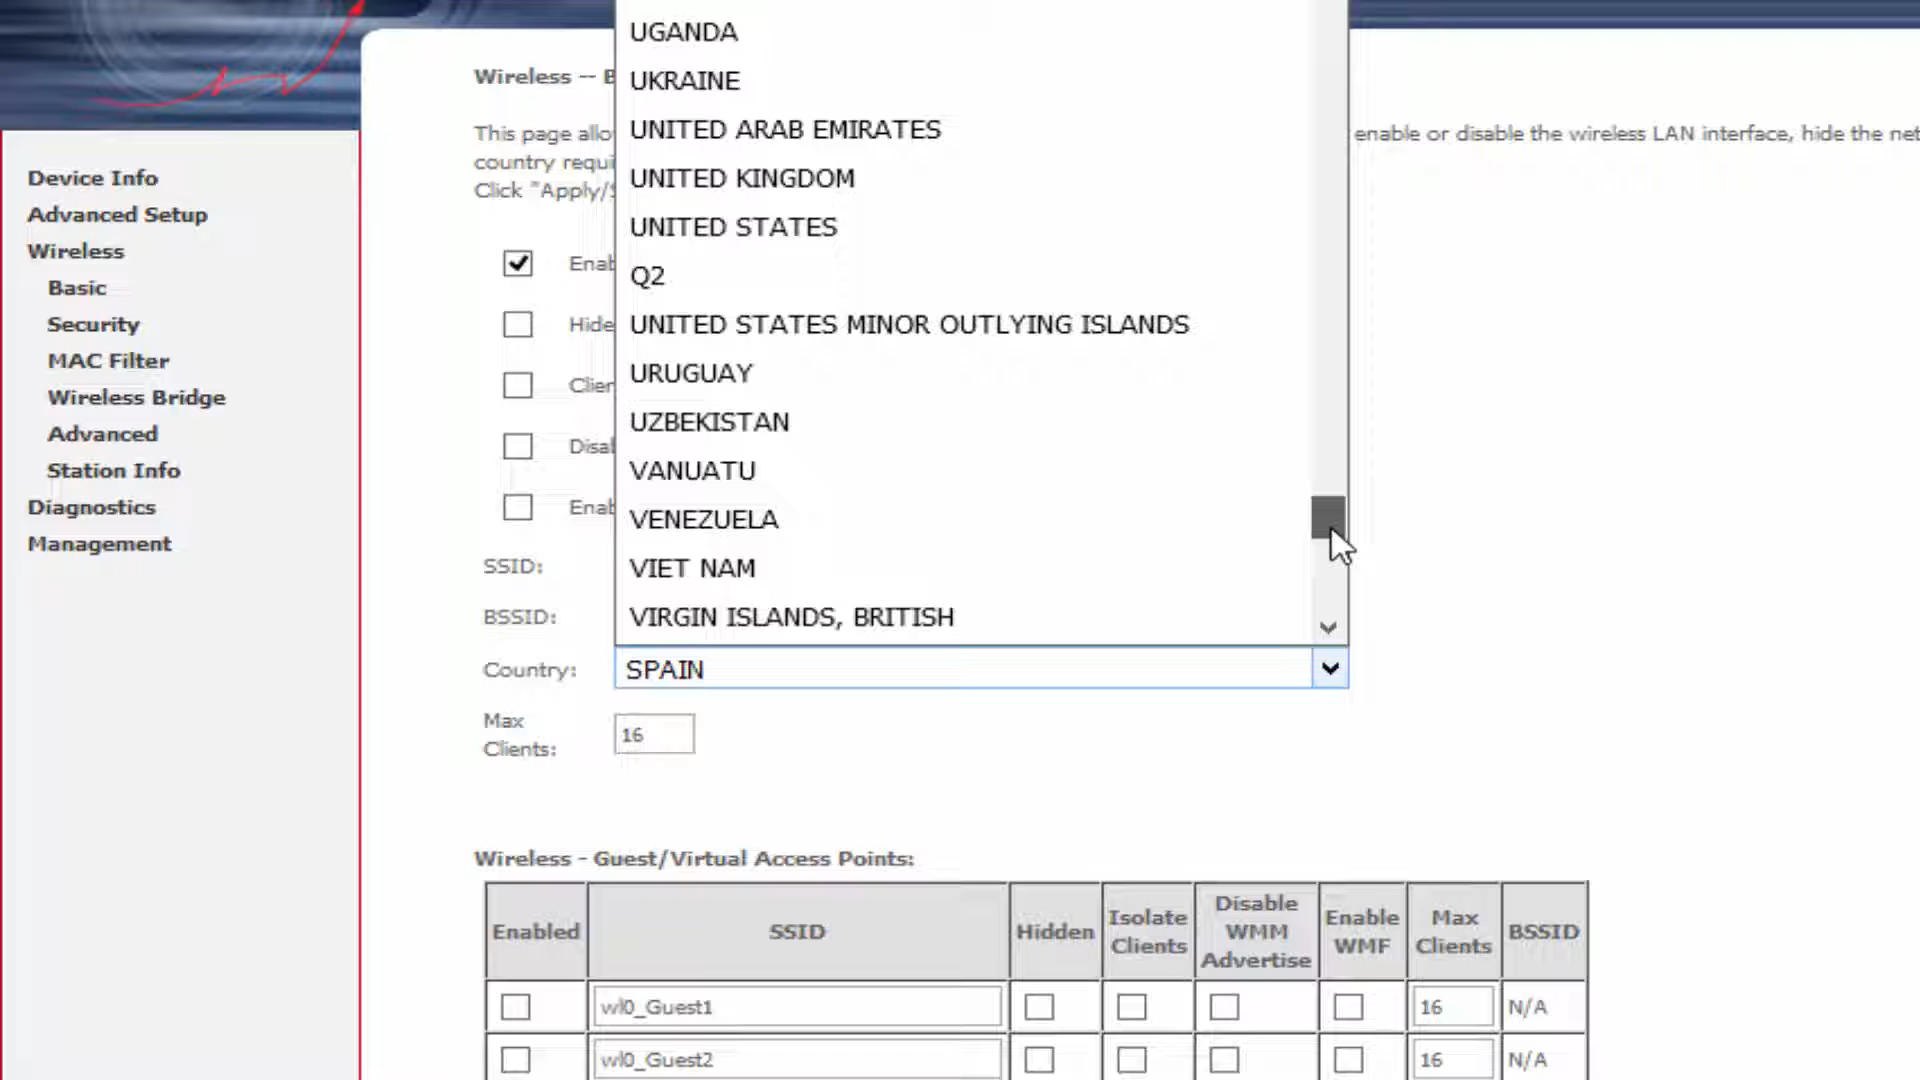 UGANDA
UKRAINE
UNITED ARAB EMIRATES
UNITED KINGDOM
UNITED STATES
Q2
UNITED STATES MINOR OUTLYING ISLANDS
URUGUAY
UZBEKISTAN
VANUATU
VENEZUELA
VIET NAM
VIRGIN ISLANDS, BRITISH
Wireless -- B
This page allo
enable or disable the wireless LAN interface, hide the net
country requi
Click "Apply/S
Device Info
Advanced Setup
Wireless
Basic
Security
MAC Filter
Wireless Bridge
Advanced
Station Info
Diagnostics
Management
Enab
Hide
Clien
Disab
Enab
SSID:
BSSID:
Country: SPAIN
Max Clients: 16
Wireless - Guest/Virtual Access Points:
Enabled SSID Hidden Isolate Clients Disable WMM Advertise Enable WMF Max Clients BSSID
wl0_Guest1 16 N/A
wl0_Guest2 16 N/A